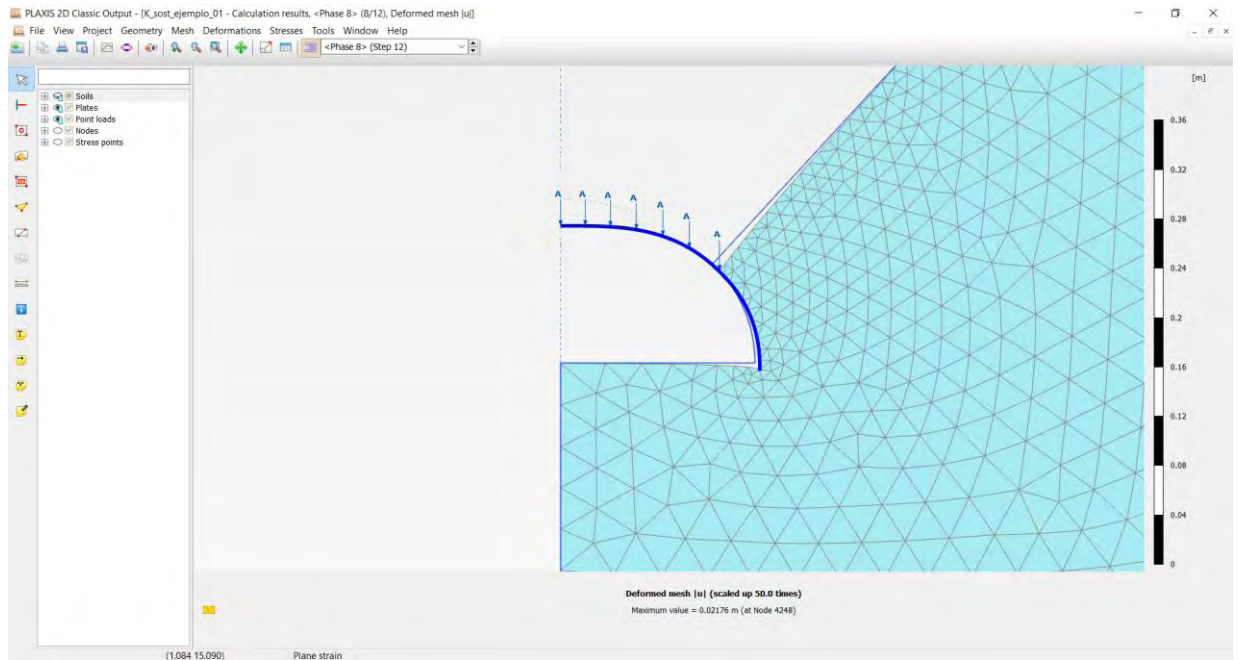 PLAXIS 2D Classic Output - [K_sost_ejemplo_01 - Calculation results, <Phase 8> (8/12), Deformed mesh |u|]
File View Project Geometry Mesh Deformations Stresses Tools Window Help
<Phase 8> (Step 12)
Soils
Plates
Point loads
Nodes
Stress points
[m]
0.36
0.32
0.28
0.24
0.2
0.16
0.12
0.08
0.04
0
A A A A A A A
Deformed mesh |u| (scaled up 50.0 times)
Maximum value = 0.02176 m (at Node 4248)
(1.084 15.090) Plane strain